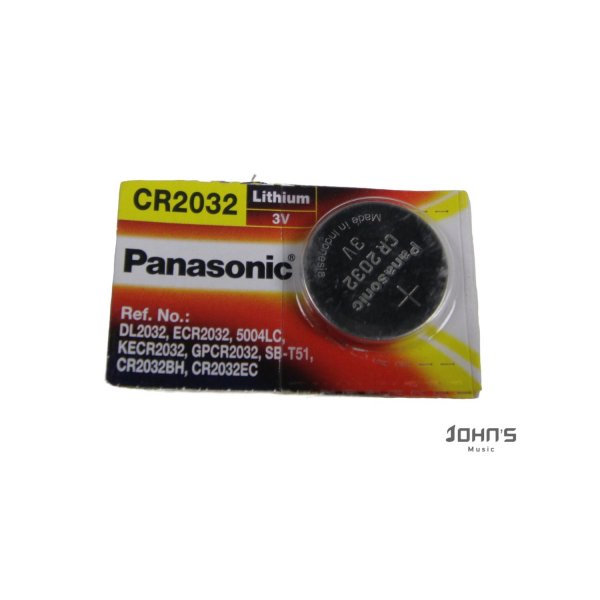 CR2032
Lithium
3V
Panasonic®
Ref. No.:
DL2032, ECR2032, 5004LC,
KECR2032, GPCR2032, SB-T51,
CR2032BH, CR2032EC
Panasonic
CR2032
3V
Made in Indonesia
+
JOHN'S
Music